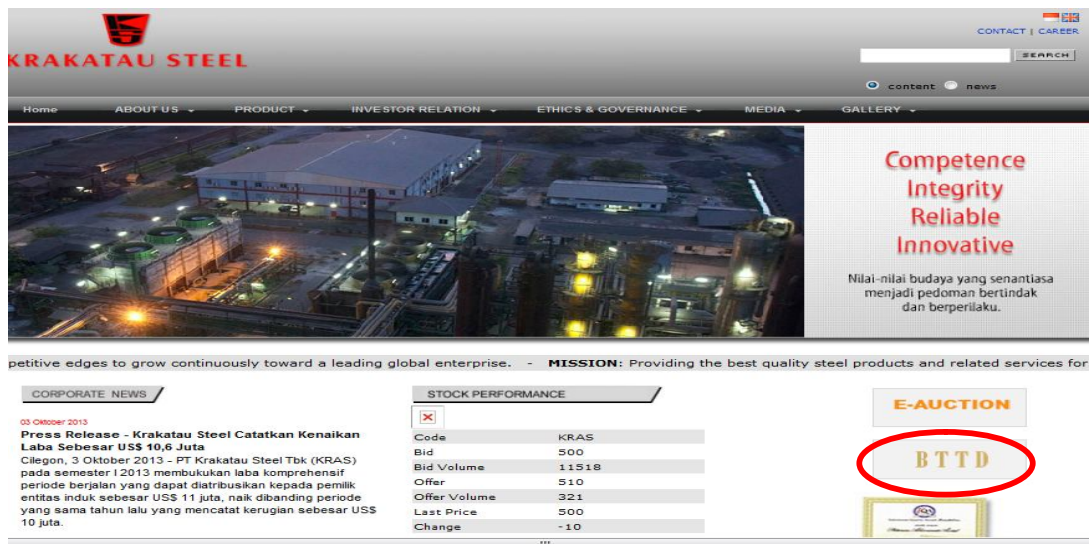 KRAKATAU STEEL
CONTACT | CAREER
SEARCH
content news
Home ABOUT US PRODUCT INVESTOR RELATION ETHICS & GOVERNANCE MEDIA GALLERY
Competence
Integrity
Reliable
Innovative
Nilai-nilai budaya yang senantiasa
menjadi pedoman bertindak
dan berperilaku.
petitive edges to grow continuously toward a leading global enterprise. - MISSION: Providing the best quality steel products and related services for
CORPORATE NEWS
03 Oktober 2013
Press Release - Krakatau Steel Catatkan Kenaikan
Laba Sebesar US$ 10,6 Juta
Cilegon, 3 Oktober 2013 - PT Krakatau Steel Tbk (KRAS)
pada semester I 2013 membukukan laba komprehensif
periode berjalan yang dapat diatribusikan kepada pemilik
entitas induk sebesar US$ 11 juta, naik dibanding periode
yang sama tahun lalu yang mencatat kerugian sebesar US$
10 juta.
STOCK PERFORMANCE
Code KRAS
Bid 500
Bid Volume 11518
Offer 510
Offer Volume 321
Last Price 500
Change -10
E-AUCTION
BTTD